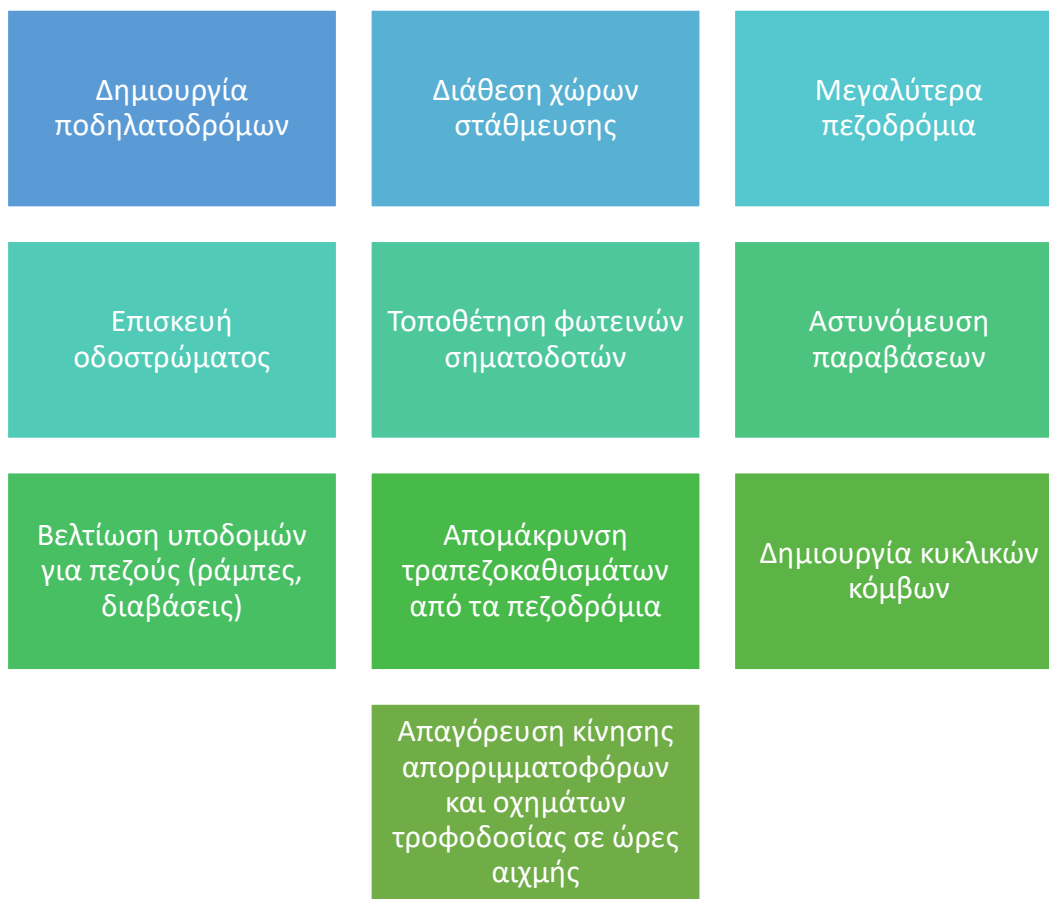 Δημιουργία
ποδηλατοδρόμων
Διάθεση χώρων
στάθμευσης
Μεγαλύτερα
πεζοδρόμια
Επισκευή
οδοστρώματος
Τοποθέτηση φωτεινών
σηματοδοτών
Αστυνόμευση
παραβάσεων
Βελτίωση υποδομών
για πεζούς (ράμπες,
διαβάσεις)
Απομάκρυνση
τραπεζοκαθισμάτων
από τα πεζοδρόμια
Δημιουργία κυκλικών
κόμβων
Απαγόρευση κίνησης
απορριμματοφόρων
και οχημάτων
τροφοδοσίας σε ώρες
αιχμής